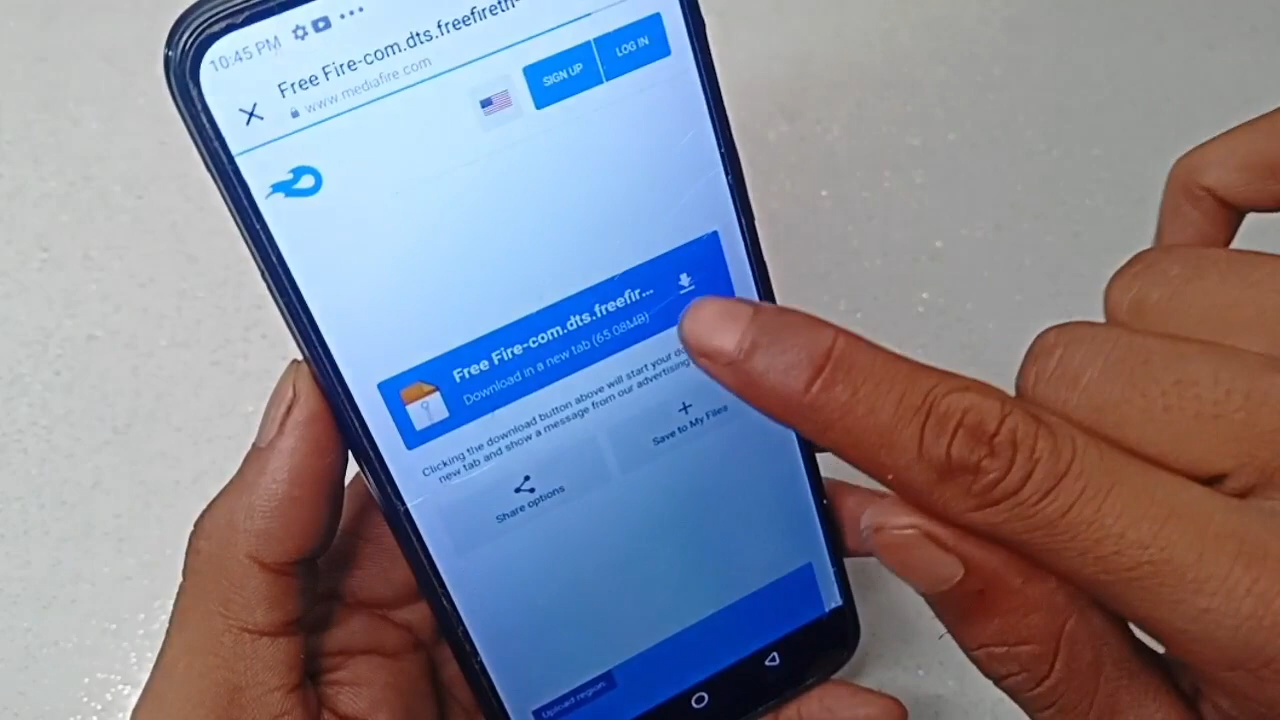 10:45 PM
Free Fire-com.dts.freefireth-
www.mediafire.com
SIGN UP
LOG IN
Free Fire-com.dts.freefir...
Download in a new tab (65.08MB)
Clicking the download button above will start your
new tab and show a message from our advertising
Share options
Save to My Files
Upload region